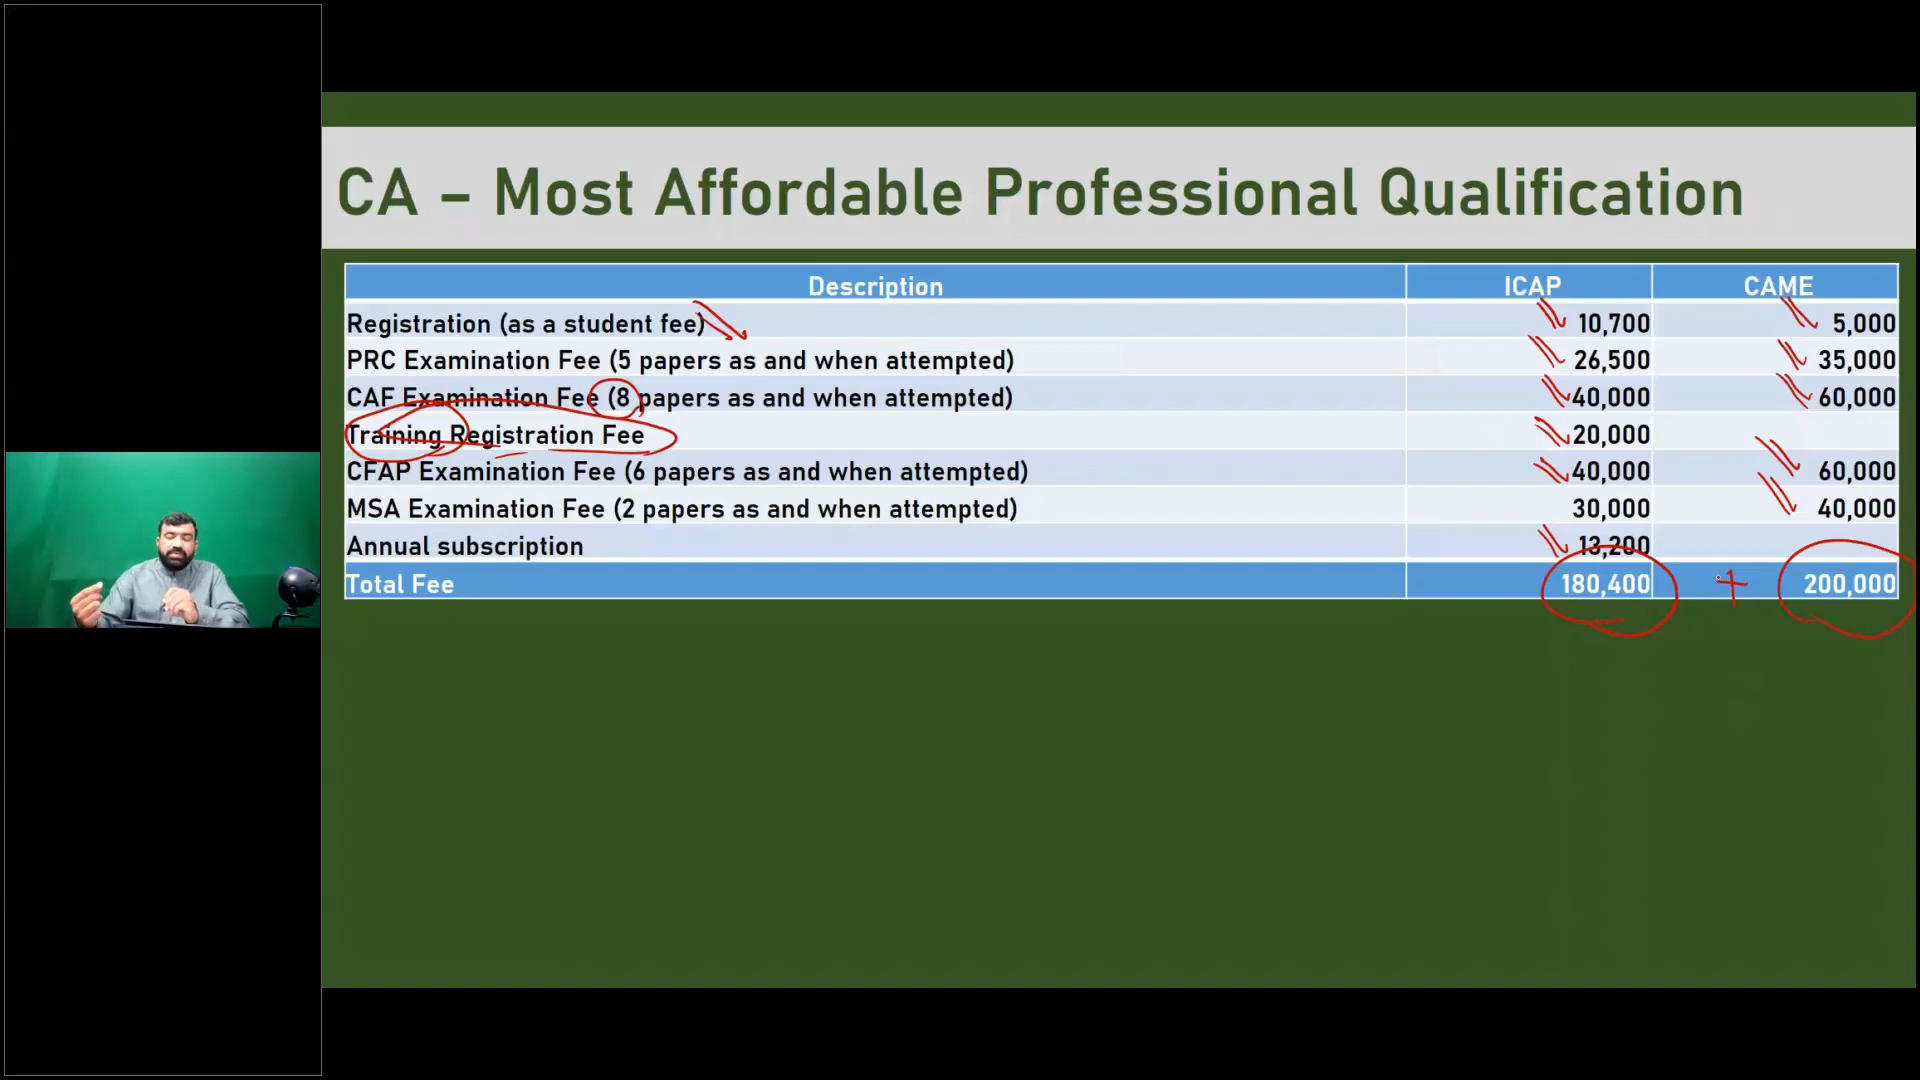 CA – Most Affordable Professional Qualification
Description ICAP CAME
Registration (as a student fee) 10,700 5,000
PRC Examination Fee (5 papers as and when attempted) 26,500 35,000
CAF Examination Fee (8 papers as and when attempted) 40,000 60,000
Training Registration Fee 20,000
CFAP Examination Fee (6 papers as and when attempted) 40,000 60,000
MSA Examination Fee (2 papers as and when attempted) 30,000 40,000
Annual subscription 13,200
Total Fee 180,400 + 200,000